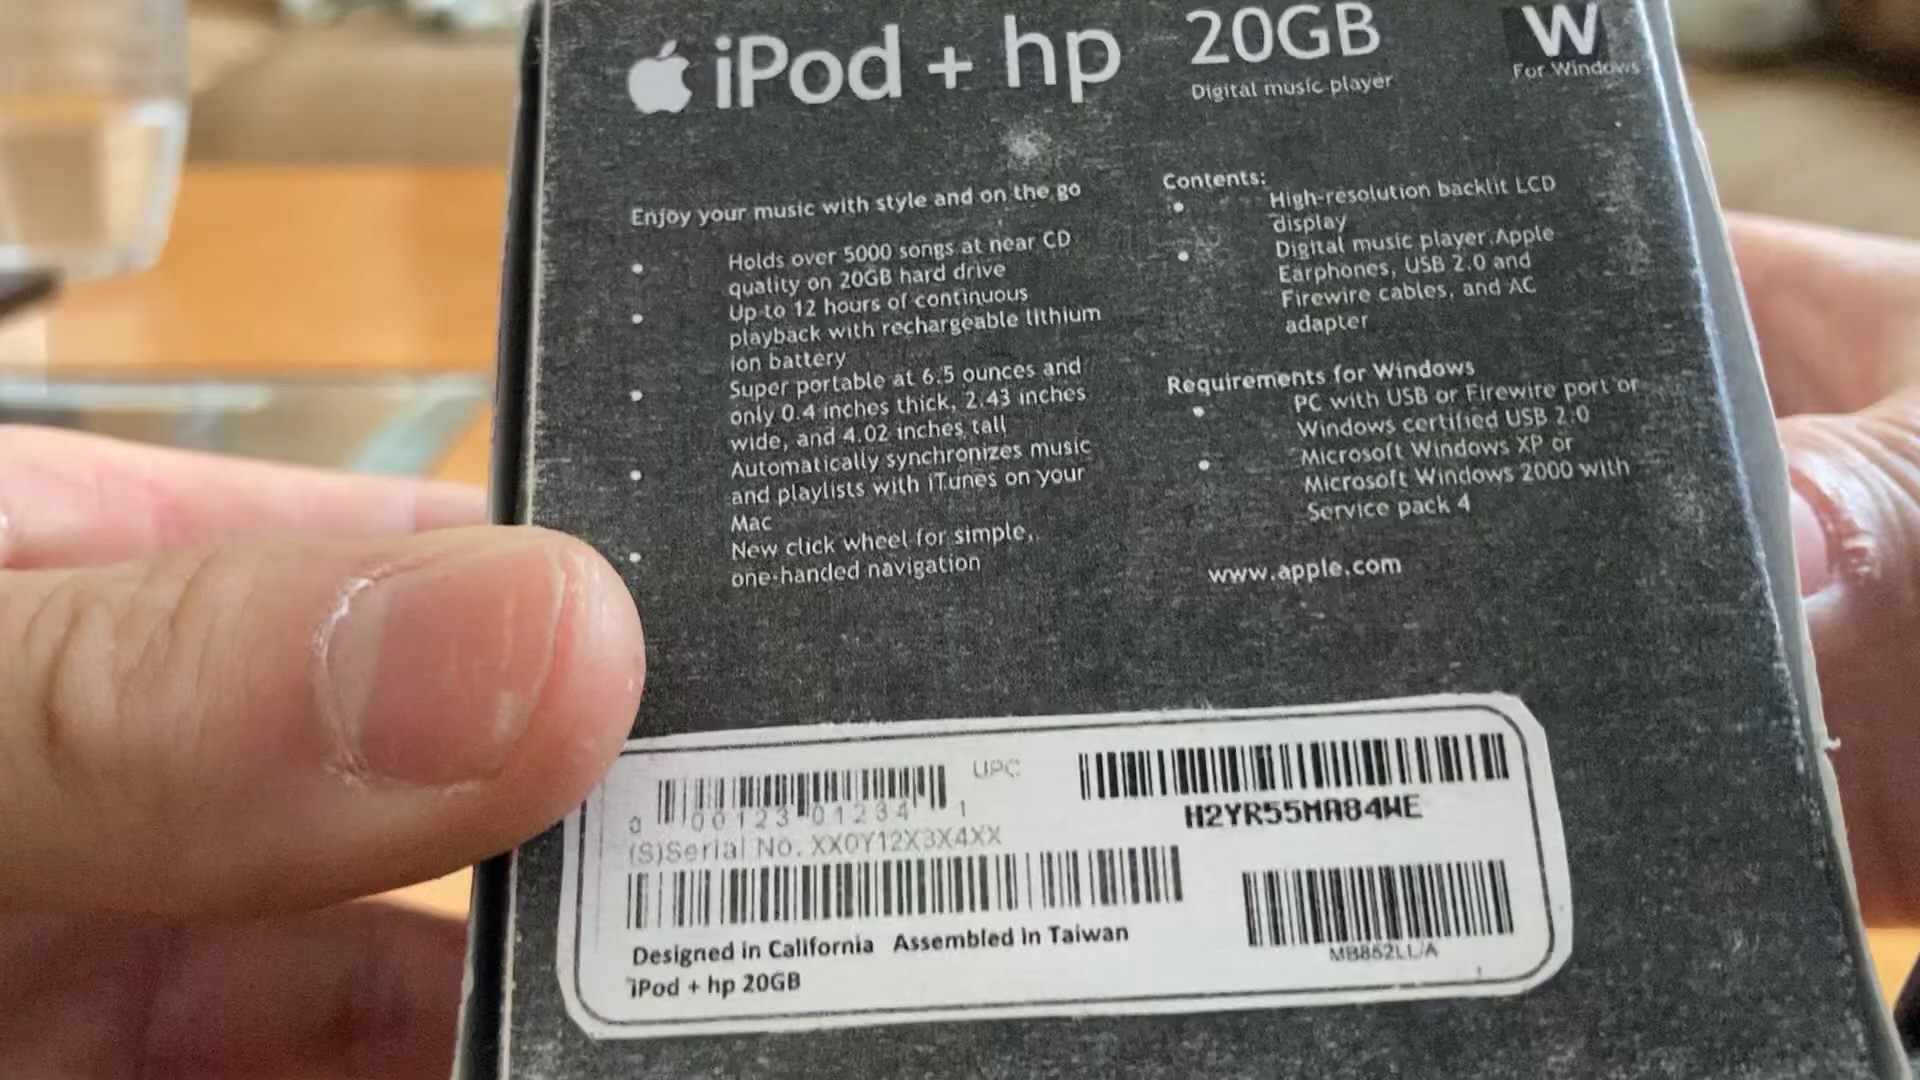 iPod + hp 20GB
Digital music player
W
For Windows
Enjoy your music with style and on the go
• Holds over 5000 songs at near CD
quality on 20GB hard drive
• Up to 12 hours of continuous
playback with rechargeable lithium
ion battery
• Super portable at 6.5 ounces and
only 0.4 inches thick, 2.43 inches
wide, and 4.02 inches tall
• Automatically synchronizes music
and playlists with iTunes on your
Mac
• New click wheel for simple,
one-handed navigation
Contents:
• High-resolution backlit LCD
display
• Digital music player.Apple
Earphones, USB 2.0 and
Firewire cables, and AC
adapter
Requirements for Windows
• PC with USB or Firewire port or
Windows certified USB 2.0
• Microsoft Windows XP or
Microsoft Windows 2000 with
Service pack 4
www.apple.com
UPC
0 00123 01234 1
(S)Serial No. XX0Y12X3X4XX
H2YR55MA84WE
MB852LL/A
Designed in California Assembled in Taiwan
iPod + hp 20GB